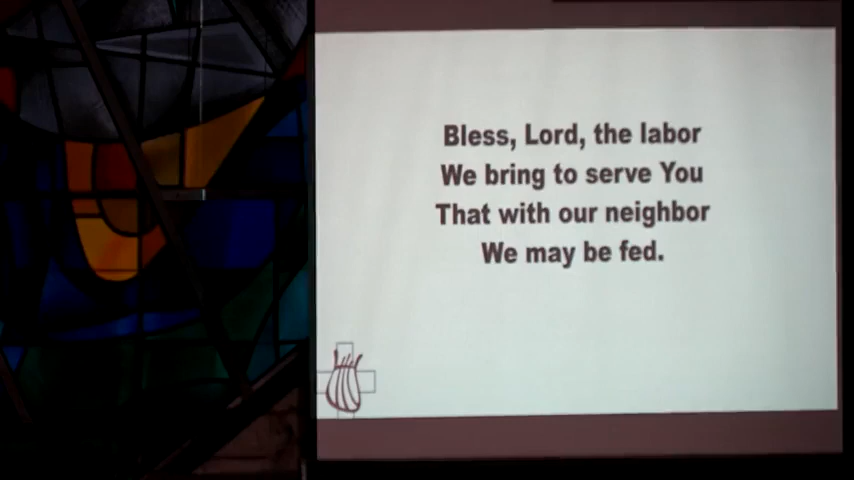 Bless, Lord, the labor
We bring to serve You
That with our neighbor
We may be fed.